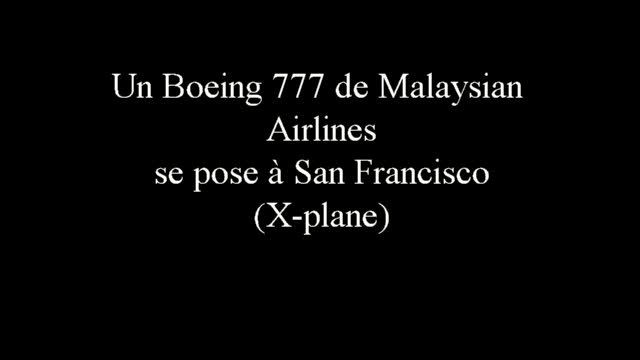 Un Boeing 777 de Malaysian
Airlines
se pose à San Francisco
(X-plane)